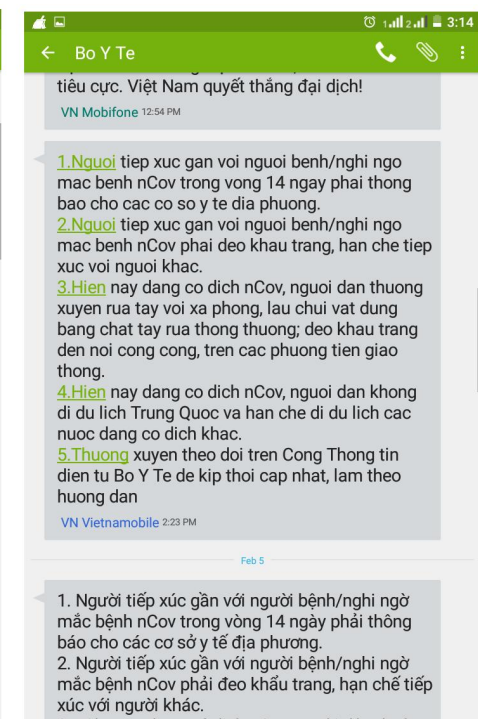 1 2 3:14
Bo Y Te
tiêu cực. Việt Nam quyết thắng đại dịch!
VN Mobifone 12:54 PM
1.Nguoi tiep xuc gan voi nguoi benh/nghi ngo
mac benh nCov trong vong 14 ngay phai thong
bao cho cac co so y te dia phuong.
2.Nguoi tiep xuc gan voi nguoi benh/nghi ngo
mac benh nCov phai deo khau trang, han che tiep
xuc voi nguoi khac.
3.Hien nay dang co dich nCov, nguoi dan thuong
xuyen rua tay voi xa phong, lau chui vat dung
bang chat tay rua thong thuong; deo khau trang
den noi cong cong, tren cac phuong tien giao
thong.
4.Hien nay dang co dich nCov, nguoi dan khong
di du lich Trung Quoc va han che di du lich cac
nuoc dang co dich khac.
5.Thuong xuyen theo doi tren Cong Thong tin
dien tu Bo Y Te de kip thoi cap nhat, lam theo
huong dan
VN Vietnamobile 2:23 PM
Feb 5
1. Người tiếp xúc gần với người bệnh/nghi ngờ
mắc bệnh nCov trong vòng 14 ngày phải thông
báo cho các cơ sở y tế địa phương.
2. Người tiếp xúc gần với người bệnh/nghi ngờ
mắc bệnh nCov phải đeo khẩu trang, hạn chế tiếp
xúc với người khác.